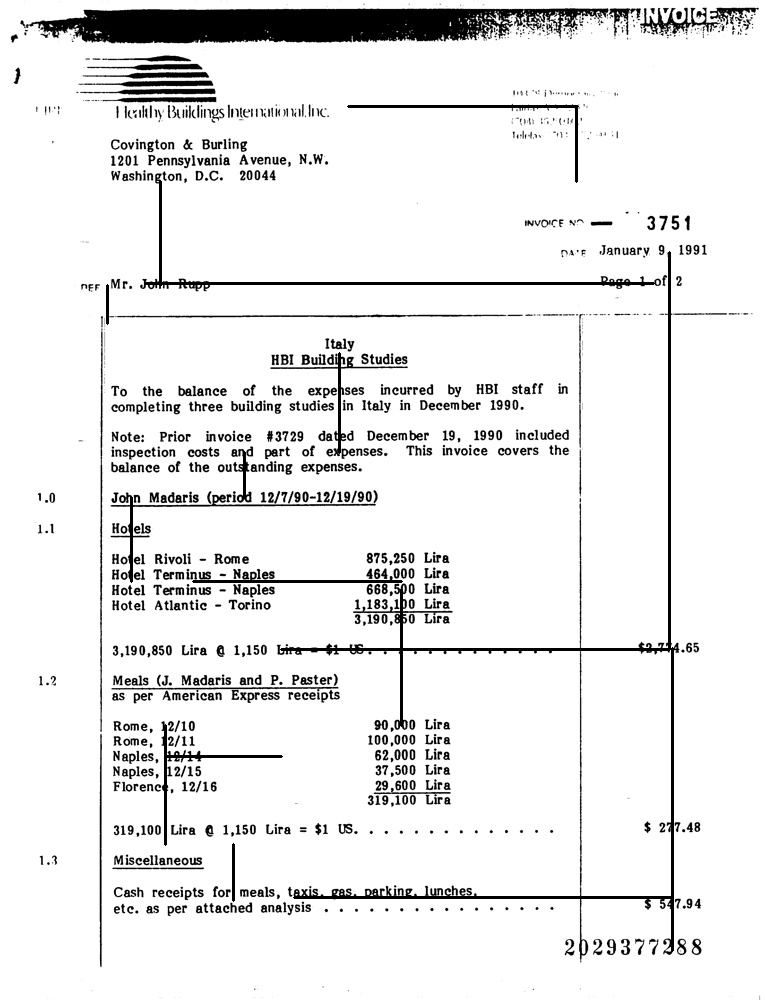 INVOICE
Healthy Buildings International, Inc.
Covington & Burling
1201 Pennsylvania Avenue, N.W.
Washington, D.C. 20044
INVOICE NO 3751
DATE January 9, 1991
Mr. John Rupp Page 1 of 2
Italy
HBI Building Studies
To the balance of the expenses incurred by HBI staff in
completing three building studies in Italy in December 1990.
Note: Prior invoice #3729 dated December 19, 1990 included
inspection costs and part of expenses. This invoice covers the
balance of the outstanding expenses.
1.0 John Madaris (period 12/7/90-12/19/90)
1.1 Hotels
Hotel Rivoli - Rome 875,250 Lira
Hotel Terminus - Naples 464,000 Lira
Hotel Terminus - Naples 668,500 Lira
Hotel Atlantic - Torino 1,183,100 Lira
3,190,850 Lira
3,190,850 Lira @ 1,150 Lira = $1 US. . . . . . . . . . . . . . . $2,774.65
1.2 Meals (J. Madaris and P. Paster)
as per American Express receipts
Rome, 12/10 90,000 Lira
Rome, 12/11 100,000 Lira
Naples, 12/14 62,000 Lira
Naples, 12/15 37,500 Lira
Florence, 12/16 29,600 Lira
319,100 Lira
319,100 Lira @ 1,150 Lira = $1 US. . . . . . . . . . . . . . . $ 277.48
1.3 Miscellaneous
Cash receipts for meals, taxis, gas, parking, lunches,
etc. as per attached analysis . . . . . . . . . . . . . . . . . $ 547.94
2029377288